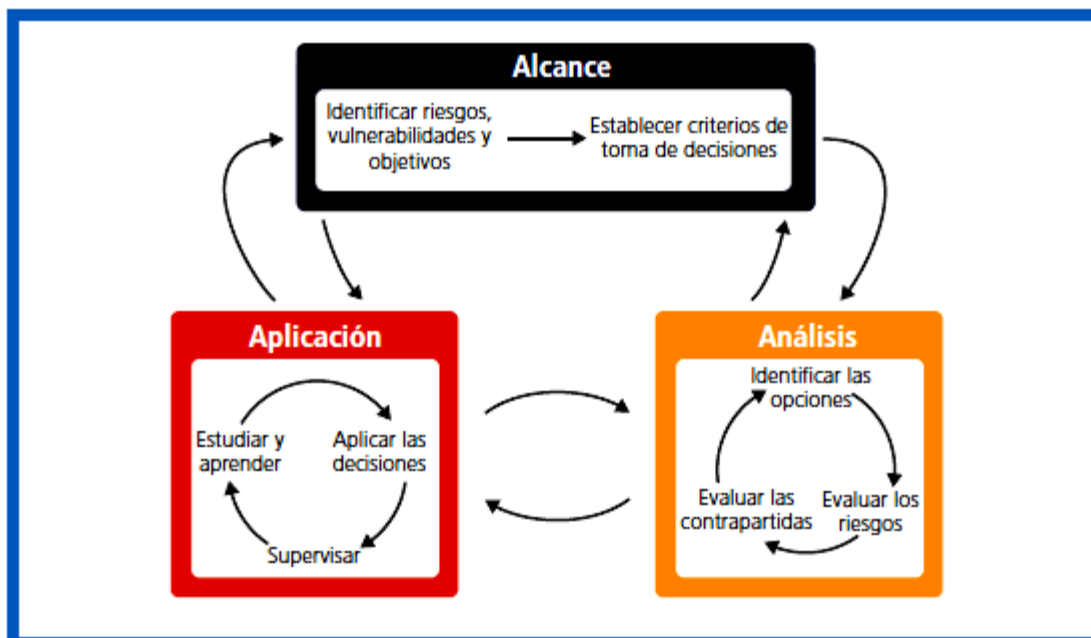 Alcance
Identificar riesgos,
vulnerabilidades y
objetivos
Establecer criterios de
toma de decisiones
Aplicación
Estudiar y
aprender
Aplicar las
decisiones
Supervisar
Análisis
Identificar las
opciones
Evaluar las
contrapartidas
Evaluar los
riesgos